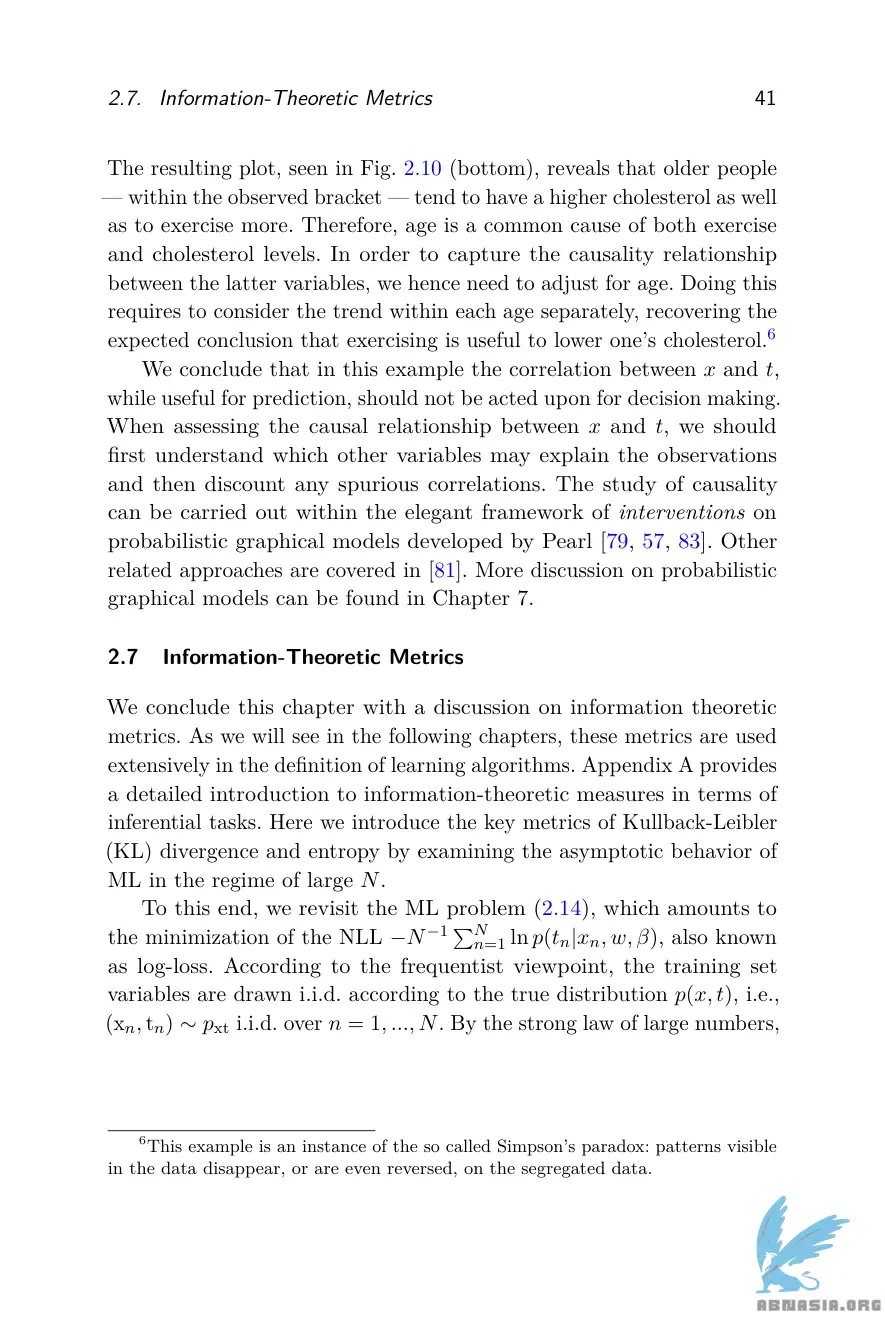 2.7. Information-Theoretic Metrics 41
The resulting plot, seen in Fig. 2.10 (bottom), reveals that older people
— within the observed bracket — tend to have a higher cholesterol as well
as to exercise more. Therefore, age is a common cause of both exercise
and cholesterol levels. In order to capture the causality relationship
between the latter variables, we hence need to adjust for age. Doing this
requires to consider the trend within each age separately, recovering the
expected conclusion that exercising is useful to lower one's cholesterol.⁶
We conclude that in this example the correlation between x and t,
while useful for prediction, should not be acted upon for decision making.
When assessing the causal relationship between x and t, we should
first understand which other variables may explain the observations
and then discount any spurious correlations. The study of causality
can be carried out within the elegant framework of interventions on
probabilistic graphical models developed by Pearl [79, 57, 83]. Other
related approaches are covered in [81]. More discussion on probabilistic
graphical models can be found in Chapter 7.
2.7 Information-Theoretic Metrics
We conclude this chapter with a discussion on information theoretic
metrics. As we will see in the following chapters, these metrics are used
extensively in the definition of learning algorithms. Appendix A provides
a detailed introduction to information-theoretic measures in terms of
inferential tasks. Here we introduce the key metrics of Kullback-Leibler
(KL) divergence and entropy by examining the asymptotic behavior of
ML in the regime of large N.
To this end, we revisit the ML problem (2.14), which amounts to
the minimization of the NLL −N⁻¹ ∑ᴺₙ₌₁ ln p(tₙ|xₙ, w, β), also known
as log-loss. According to the frequentist viewpoint, the training set
variables are drawn i.i.d. according to the true distribution p(x, t), i.e.,
(xₙ, tₙ) ∼ pₓₜ i.i.d. over n = 1, ..., N. By the strong law of large numbers,
⁶This example is an instance of the so called Simpson's paradox: patterns visible
in the data disappear, or are even reversed, on the segregated data.
ABNASIA.ORG